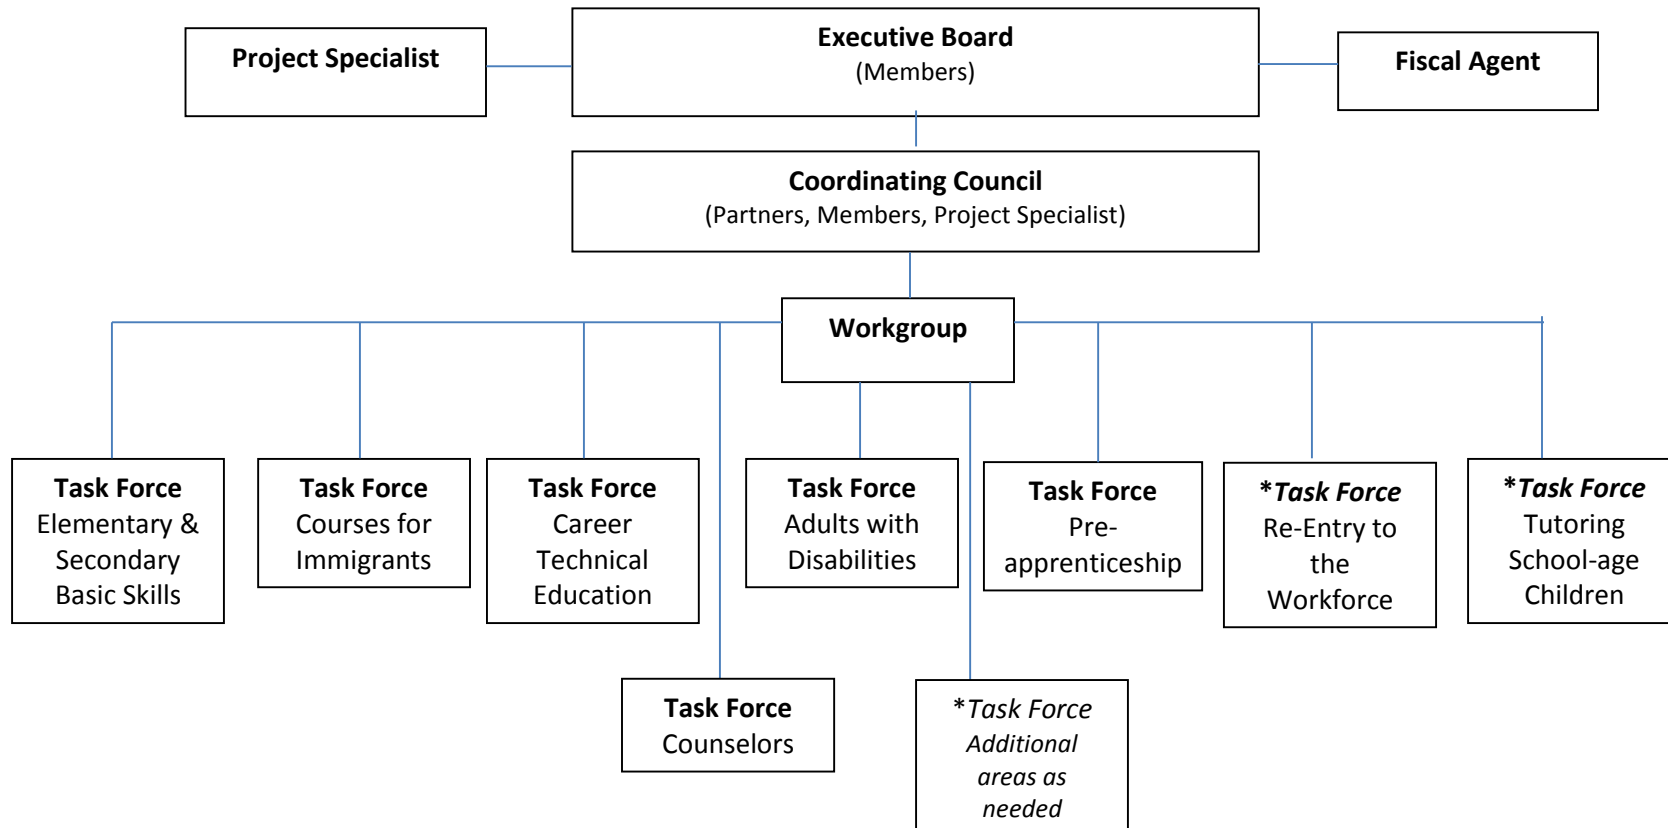 Project Specialist
Executive Board
(Members)
Fiscal Agent
Coordinating Council
(Partners, Members, Project Specialist)
Workgroup
Task Force
Elementary &
Secondary
Basic Skills
Task Force
Courses for
Immigrants
Task Force
Career
Technical
Education
Task Force
Adults with
Disabilities
Task Force
Pre-
apprenticeship
*Task Force
Re-Entry to
the
Workforce
*Task Force
Tutoring
School-age
Children
Task Force
Counselors
*Task Force
Additional
areas as
needed